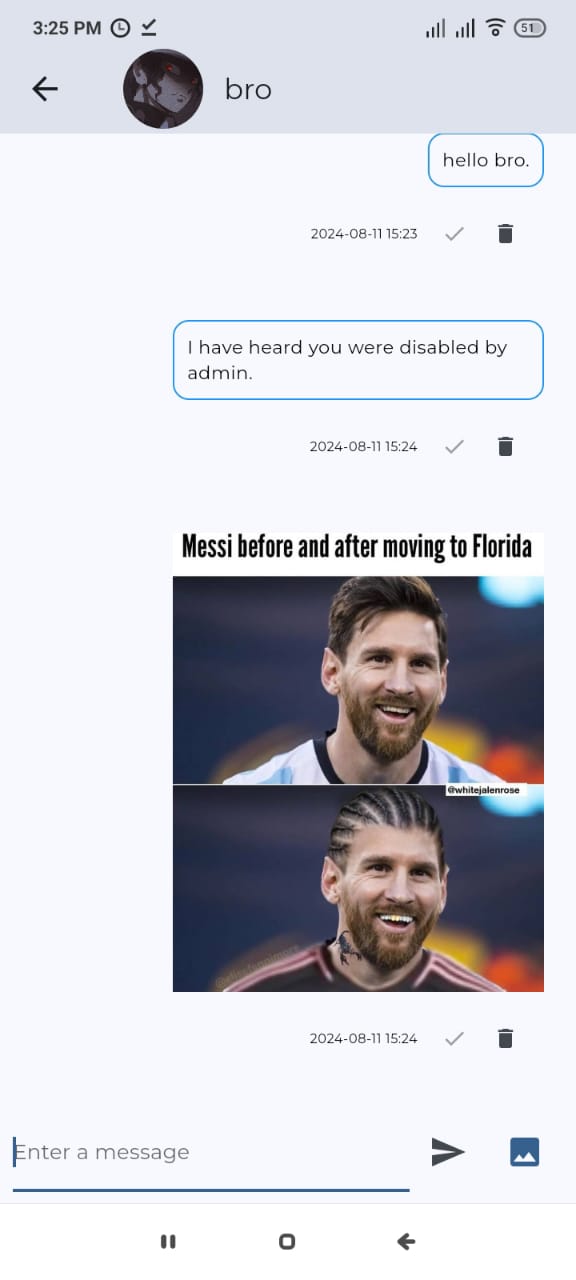 3:25 PM
51
bro
hello bro.
2024-08-11 15:23
I have heard you were disabled by
admin.
2024-08-11 15:24
Messi before and after moving to Florida
@whitejalenrose
2024-08-11 15:24
Enter a message